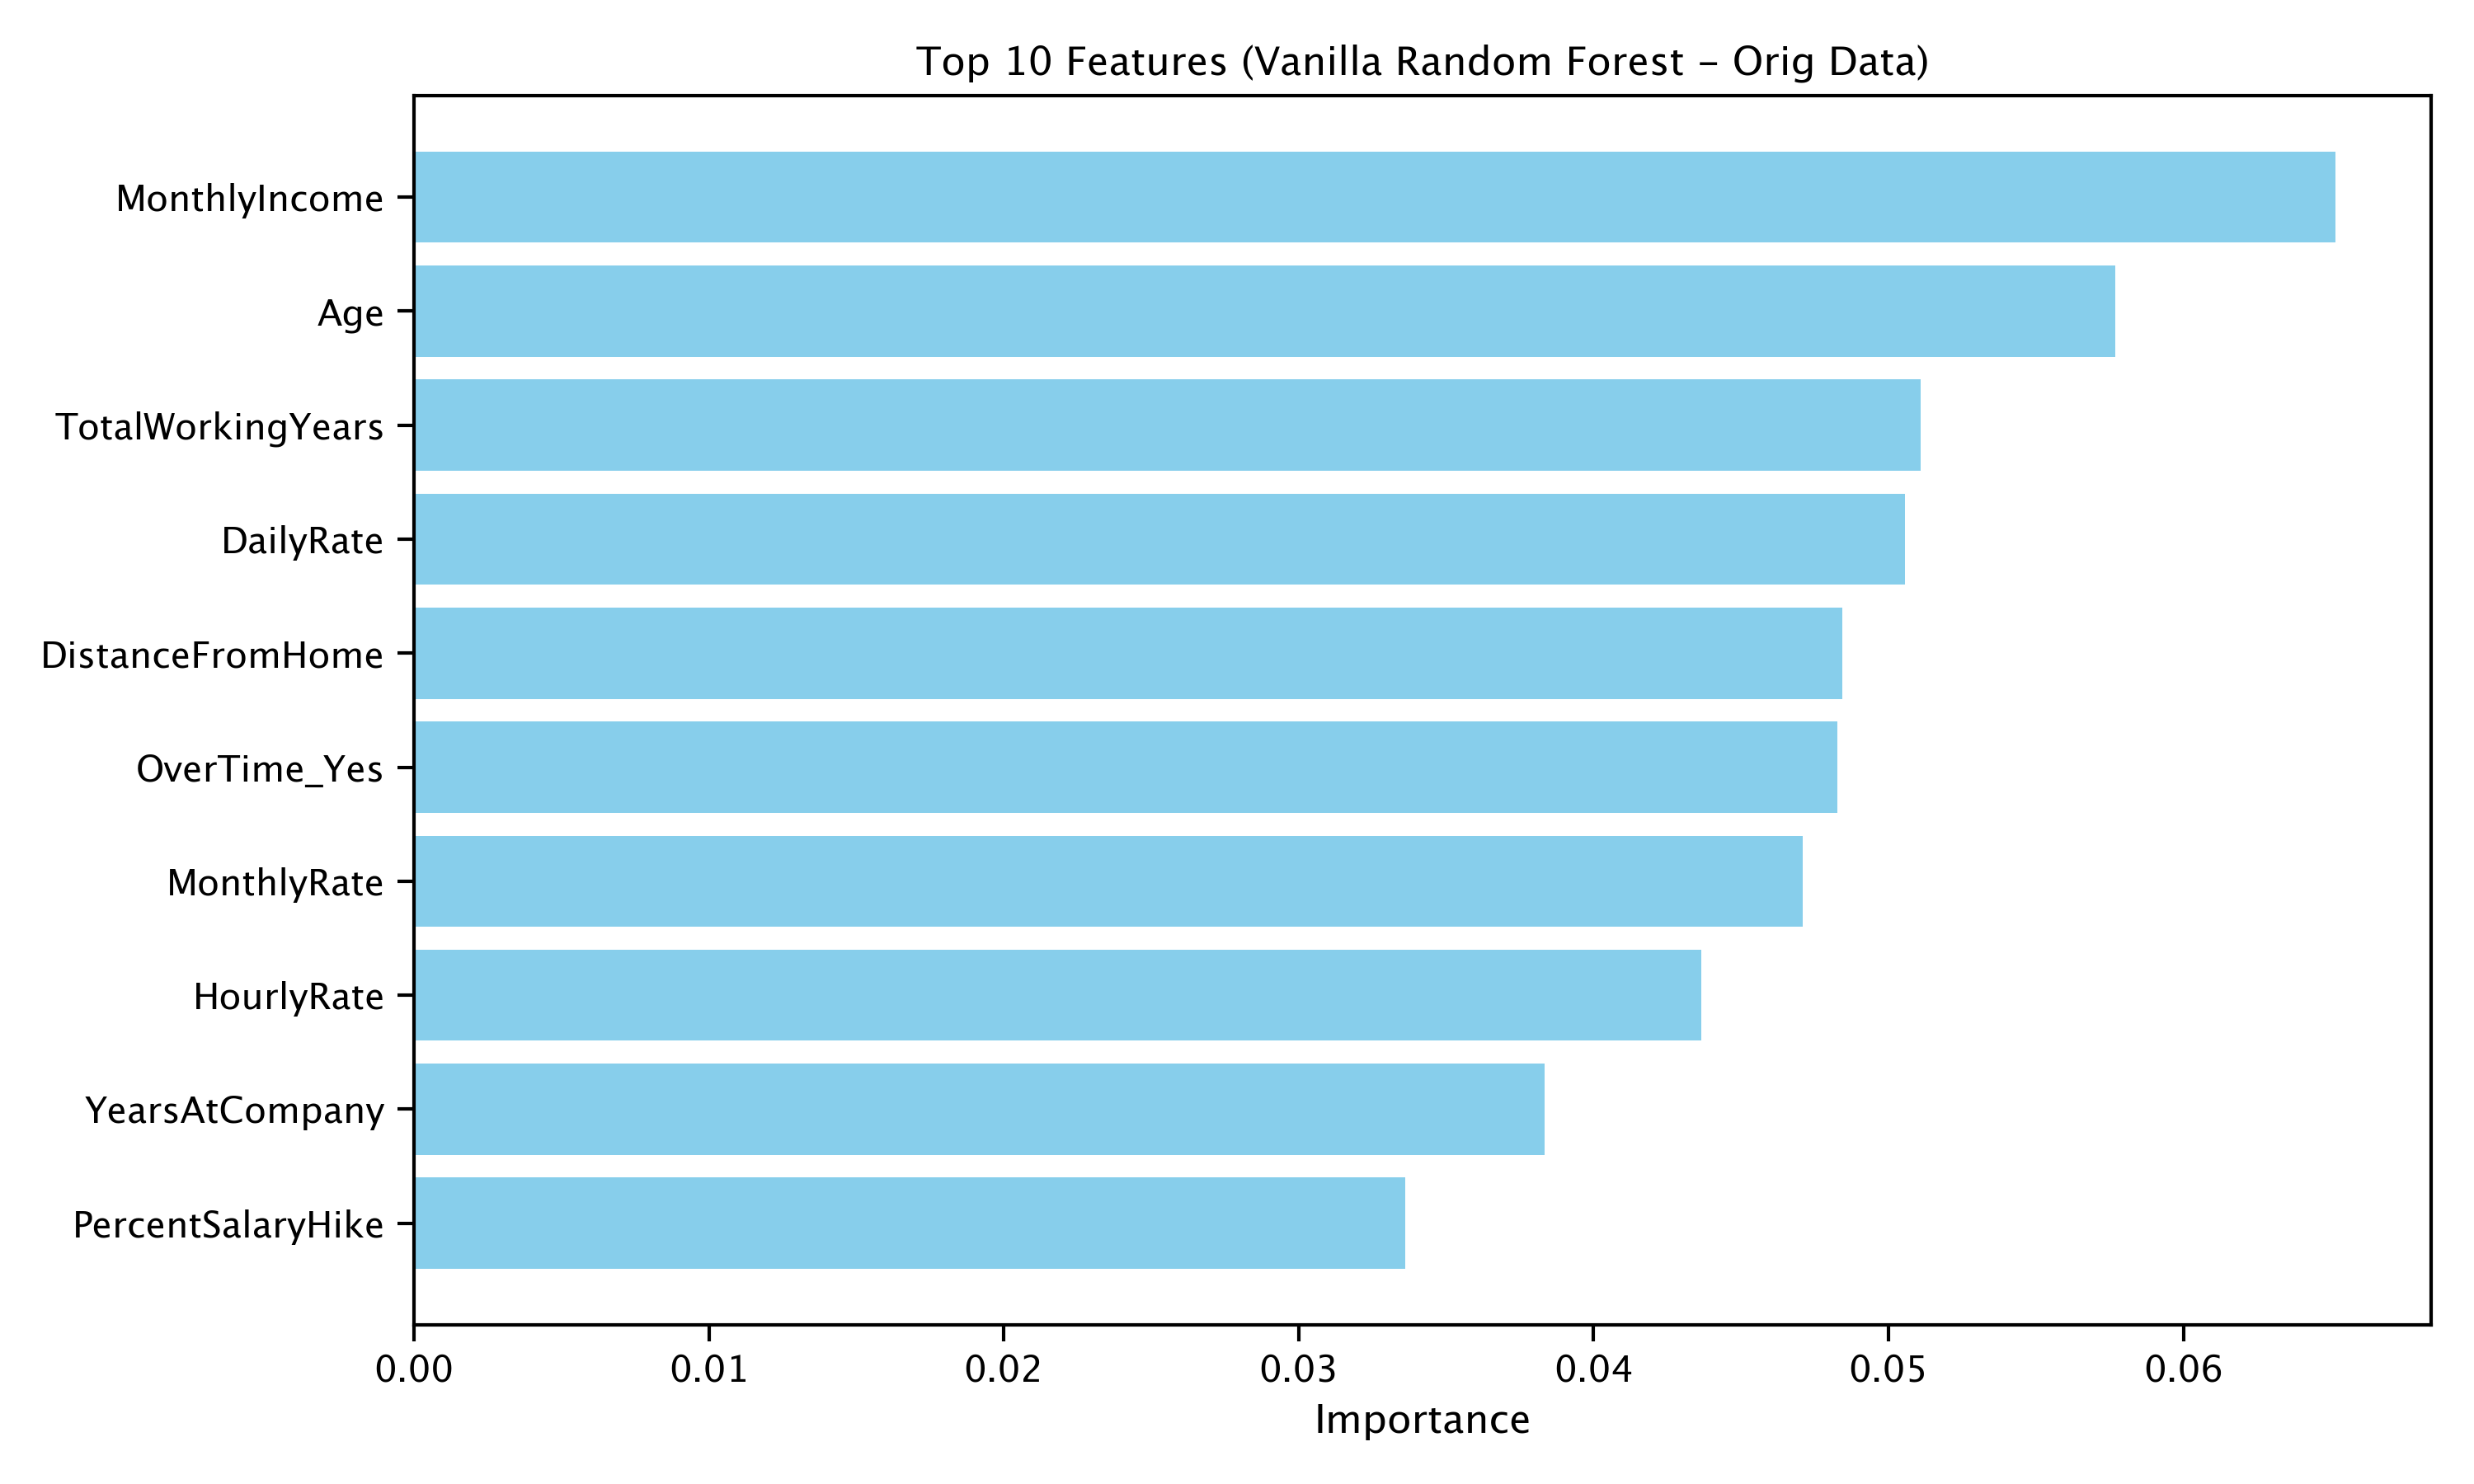 Top 10 Features (Vanilla Random Forest - Orig Data)
MonthlyIncome
Age
TotalWorkingYears
DailyRate
DistanceFromHome
OverTime_Yes
MonthlyRate
HourlyRate
YearsAtCompany
PercentSalaryHike
0.00 0.01 0.02 0.03 0.04 0.05 0.06
Importance